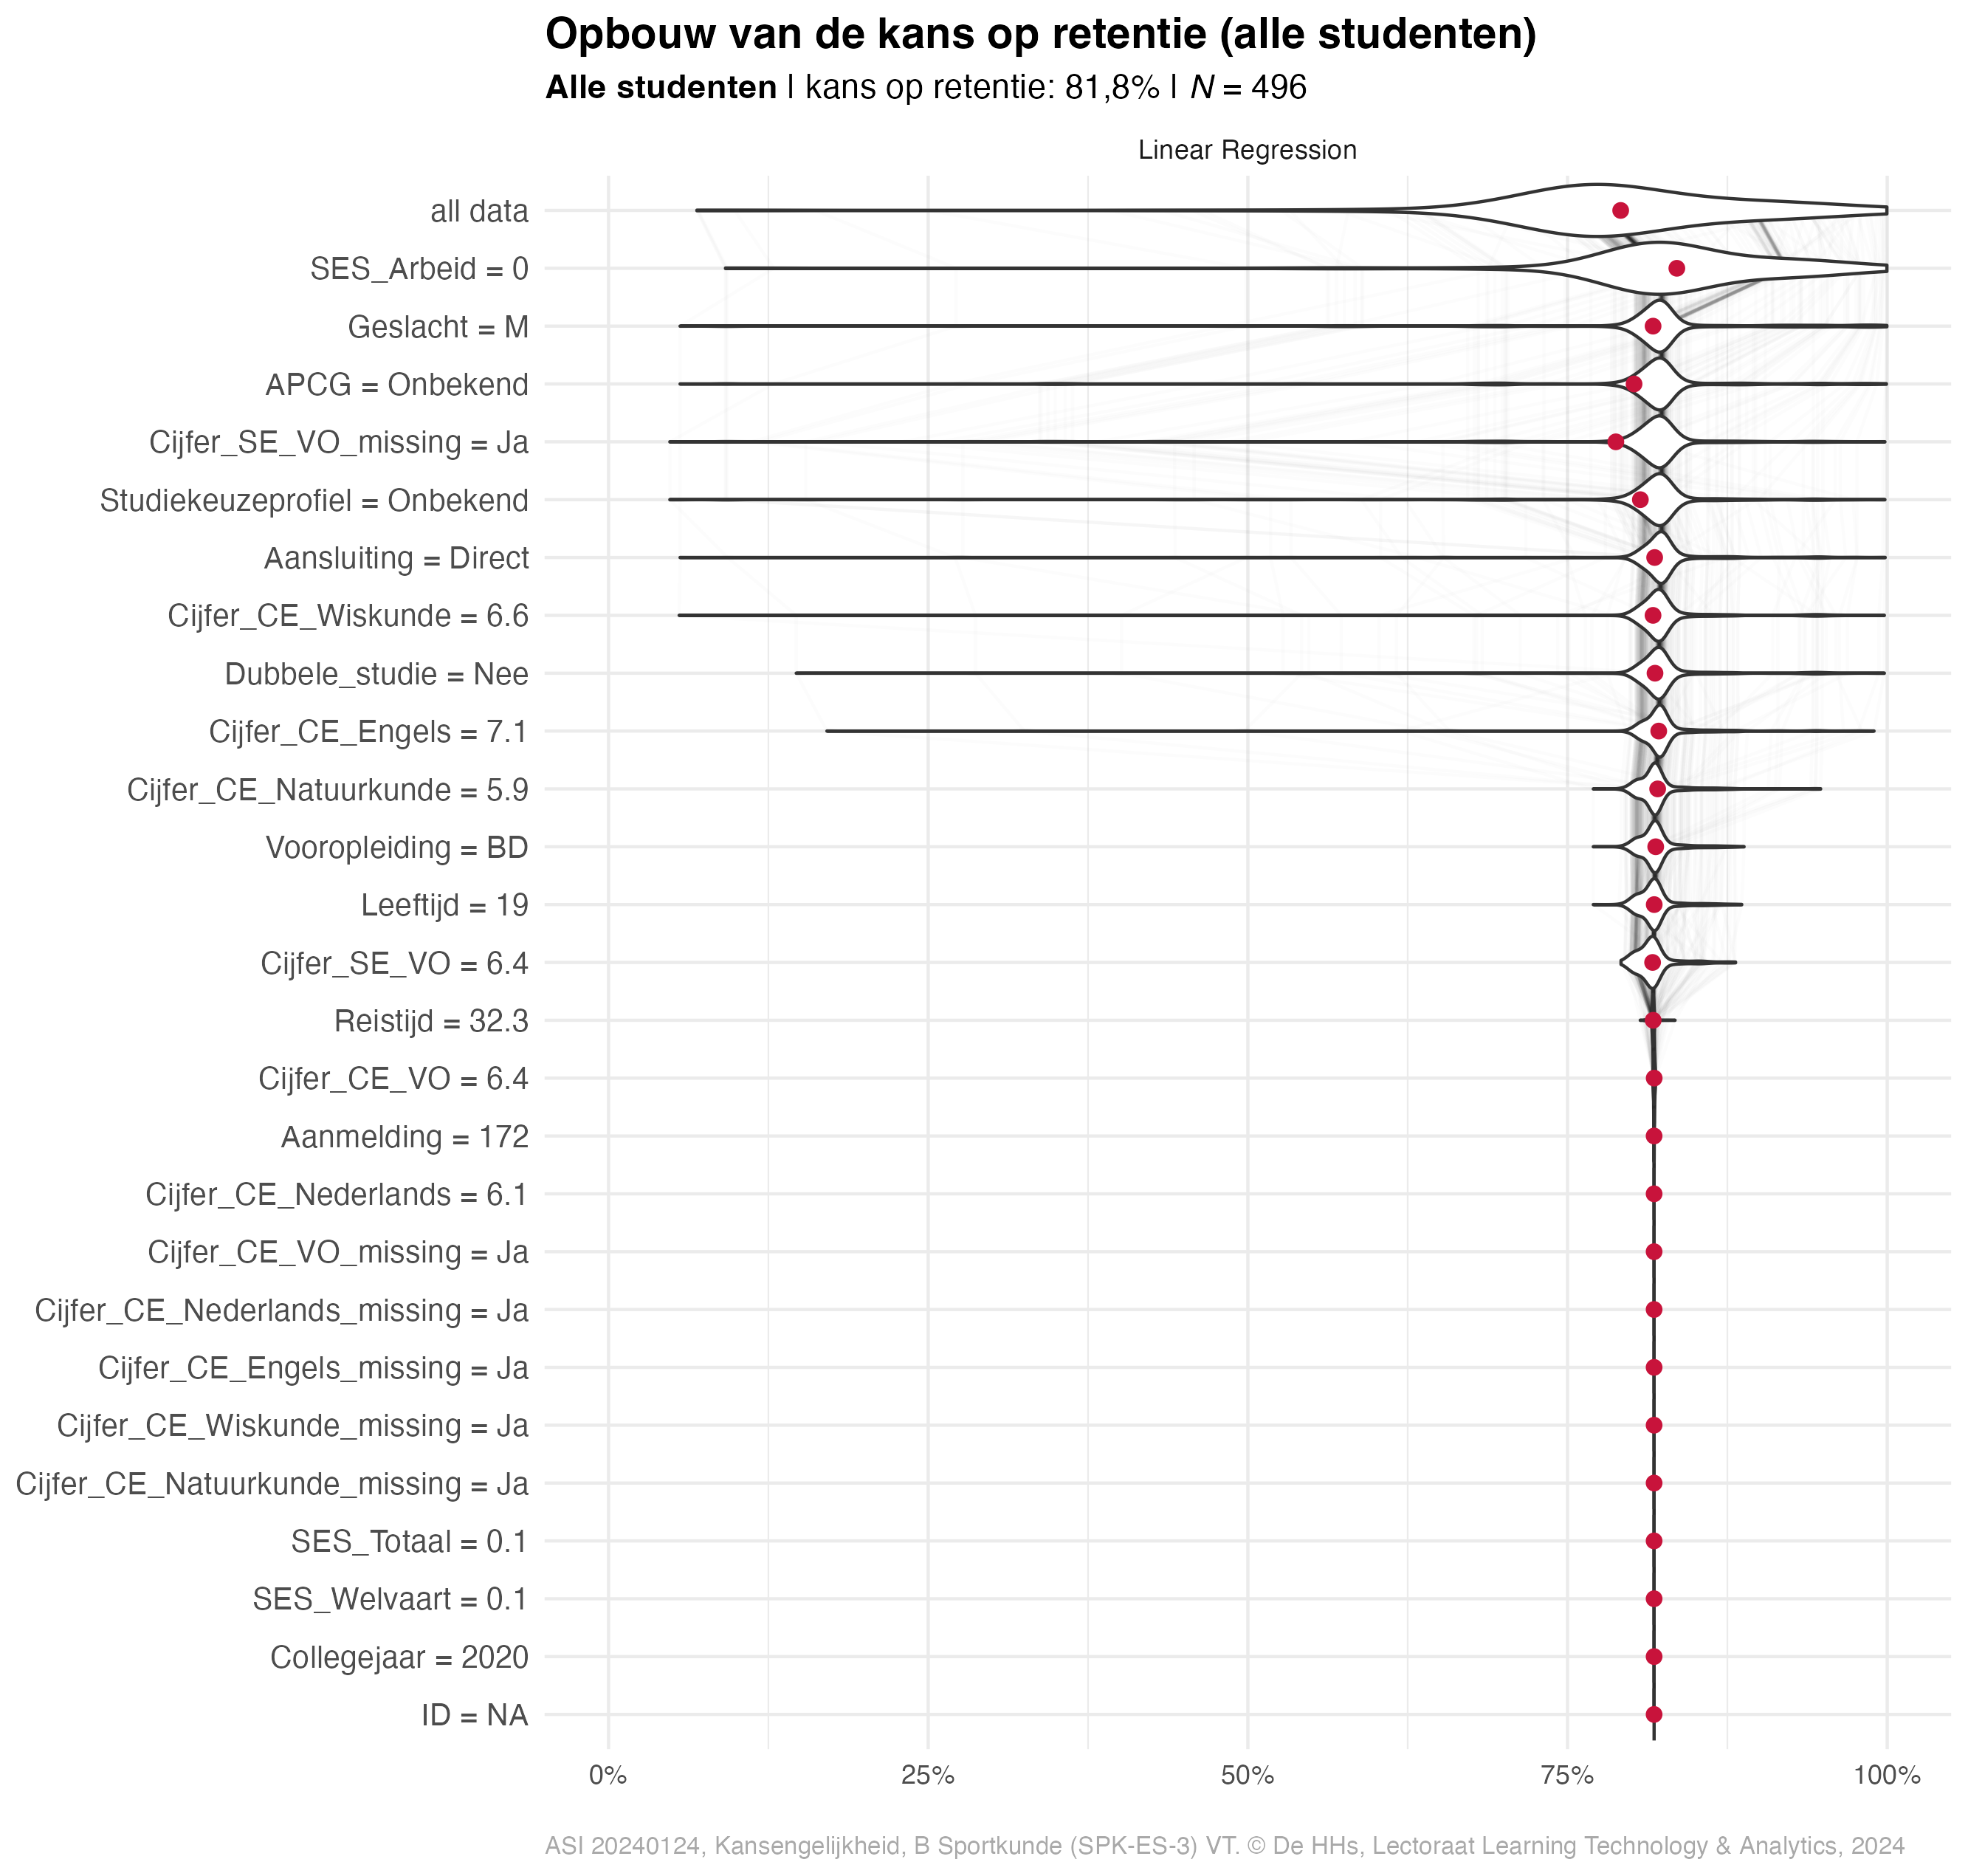 Opbouw van de kans op retentie (alle studenten)
Alle studenten | kans op retentie: 81,8% | N = 496
Linear Regression
all data
SES_Arbeid = 0
Geslacht = M
APCG = Onbekend
Cijfer_SE_VO_missing = Ja
Studiekeuzeprofiel = Onbekend
Aansluiting = Direct
Cijfer_CE_Wiskunde = 6.6
Dubbele_studie = Nee
Cijfer_CE_Engels = 7.1
Cijfer_CE_Natuurkunde = 5.9
Vooropleiding = BD
Leeftijd = 19
Cijfer_SE_VO = 6.4
Reistijd = 32.3
Cijfer_CE_VO = 6.4
Aanmelding = 172
Cijfer_CE_Nederlands = 6.1
Cijfer_CE_VO_missing = Ja
Cijfer_CE_Nederlands_missing = Ja
Cijfer_CE_Engels_missing = Ja
Cijfer_CE_Wiskunde_missing = Ja
Cijfer_CE_Natuurkunde_missing = Ja
SES_Totaal = 0.1
SES_Welvaart = 0.1
Collegejaar = 2020
ID = NA
0% 25% 50% 75% 100%
ASI 20240124, Kansengelijkheid, B Sportkunde (SPK-ES-3) VT. © De HHs, Lectoraat Learning Technology & Analytics, 2024